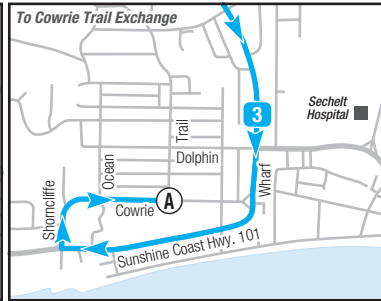 To Cowrie Trail Exchange
3
Sechelt
Hospital
Trail
Ocean
Dolphin
Wharf
Shorncliffe
Cowrie
A
Sunshine Coast Hwy. 101